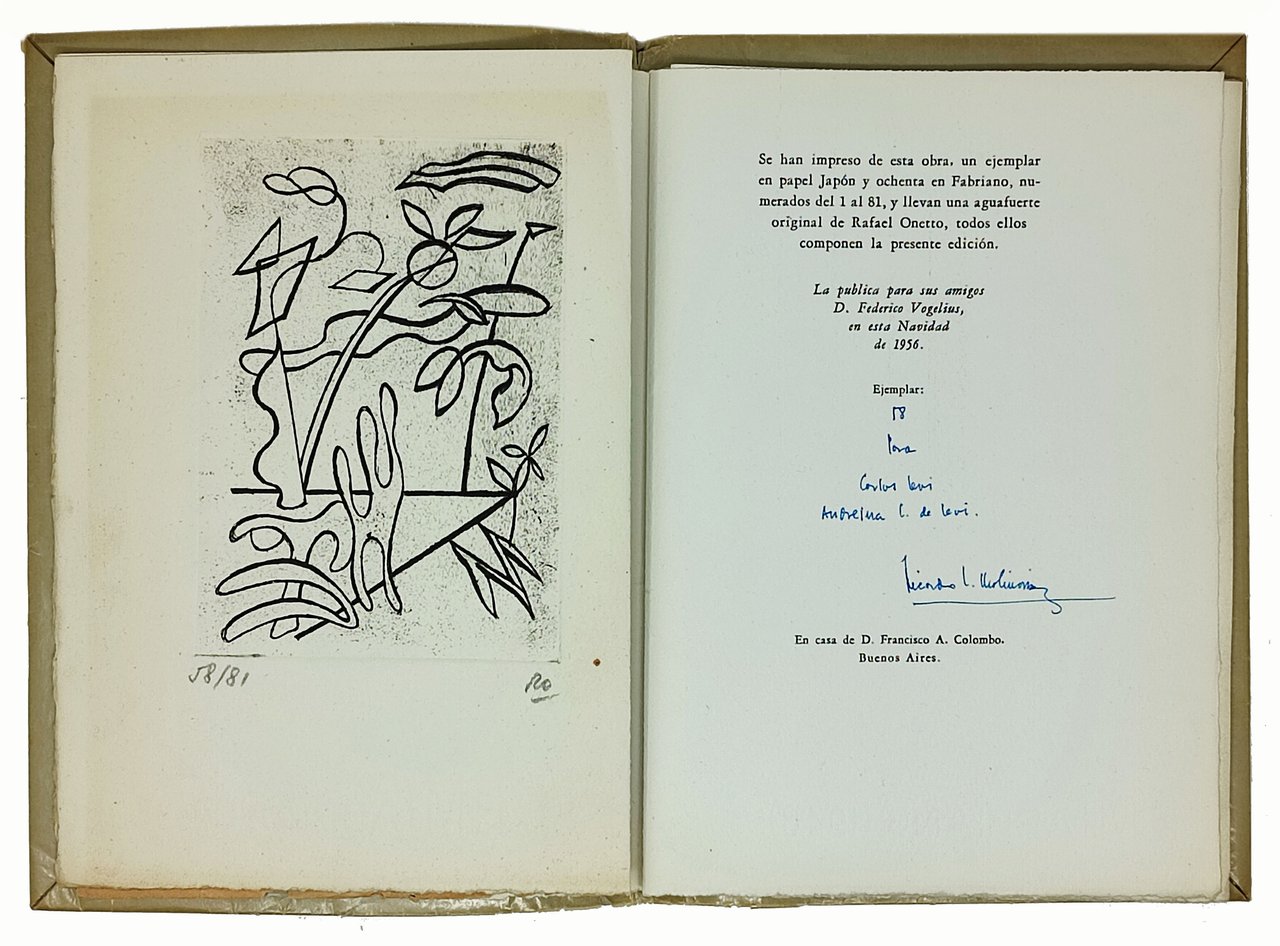 58/81
RO
Se han impreso de esta obra, un ejemplar
en papel Japón y ochenta en Fabriano, nu-
merados del 1 al 81, y llevan una aguafuerte
original de Rafael Onetto, todos ellos
componen la presente edición.
La publica para sus amigos
D. Federico Vogelius,
en esta Navidad
de 1956.
Ejemplar:
58
Para
Carlos Levi
Andreina C. de Levi.
Ricardo E. Molinari
En casa de D. Francisco A. Colombo.
Buenos Aires.